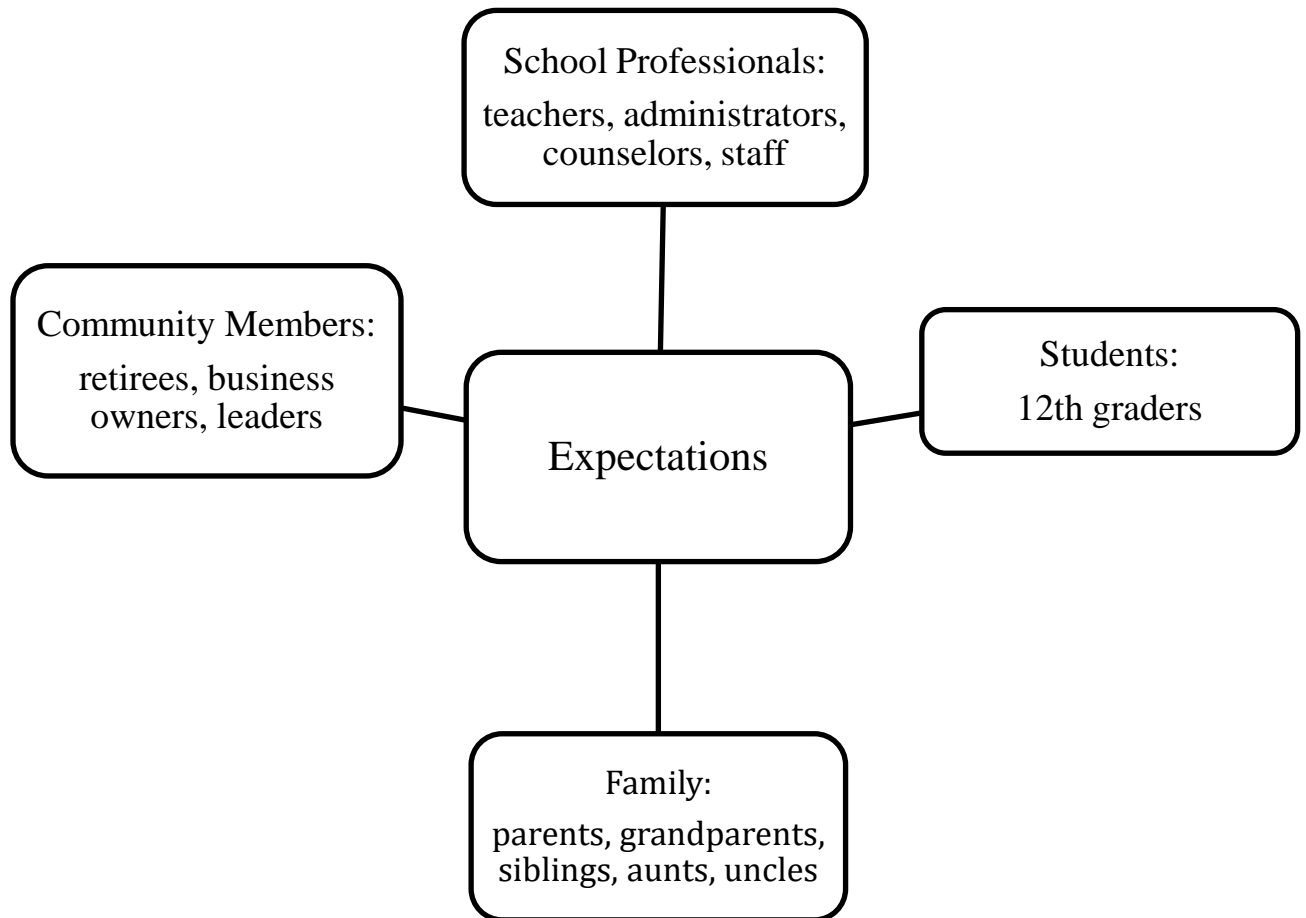 School Professionals:
teachers, administrators,
counselors, staff
Community Members:
retirees, business
owners, leaders
Students:
12th graders
Expectations
Family:
parents, grandparents,
siblings, aunts, uncles